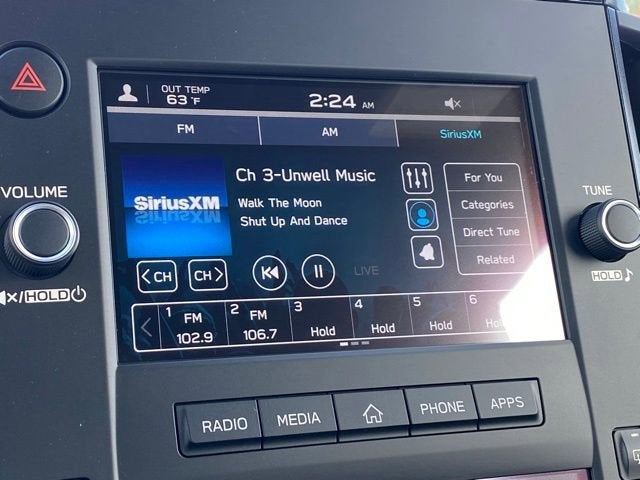 OUT TEMP
63 °F
2:24 AM
FM
AM
SiriusXM
VOLUME
TUNE
SiriusXM
Ch 3-Unwell Music
Walk The Moon
Shut Up And Dance
For You
Categories
Direct Tune
Related
< CH
CH >
LIVE
/HOLD
HOLD
1 FM 102.9
2 FM 106.7
3 Hold
4 Hold
5 Hold
6 Hold
RADIO
MEDIA
PHONE
APPS